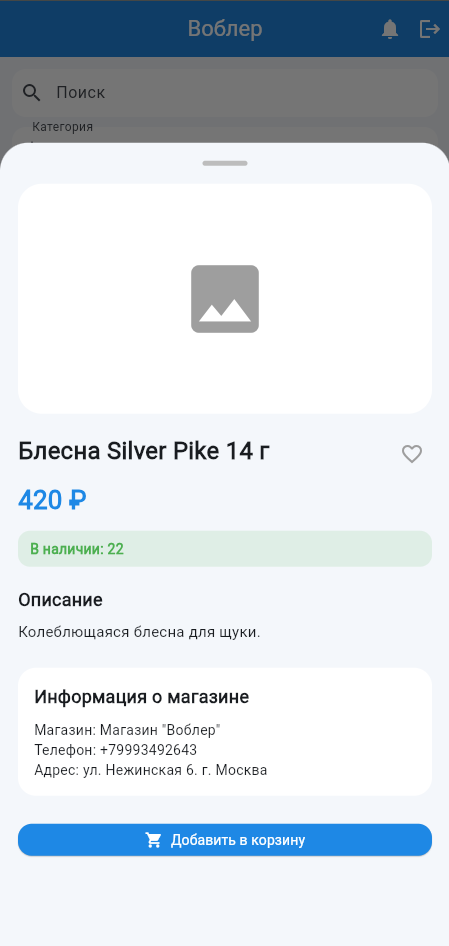 Воблер
Поиск
Категория
Блесна Silver Pike 14 г
420 ₽
В наличии: 22
Описание
Колеблющаяся блесна для щуки.
Информация о магазине
Магазин: Магазин "Воблер"
Телефон: +79993492643
Адрес: ул. Нежинская 6. г. Москва
Добавить в корзину